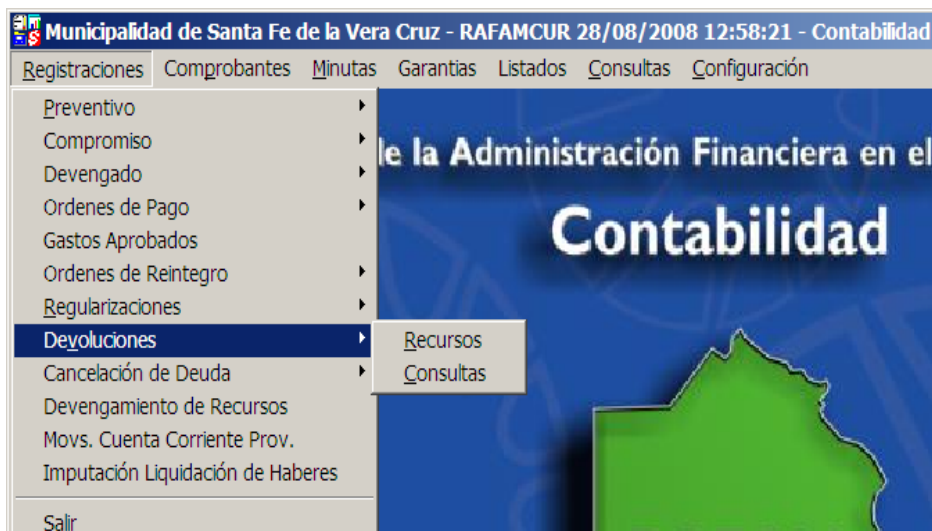 Municipalidad de Santa Fe de la Vera Cruz - RAFAMCUR 28/08/2008 12:58:21 - Contabilidad
Registraciones Comprobantes Minutas Garantias Listados Consultas Configuración
Preventivo
Compromiso
Devengado
Ordenes de Pago
Gastos Aprobados
Ordenes de Reintegro
Regularizaciones
Devoluciones
Cancelación de Deuda
Devengamiento de Recursos
Movs. Cuenta Corriente Prov.
Imputación Liquidación de Haberes
Salir
Recursos
Consultas
de la Administración Financiera en el
Contabilidad